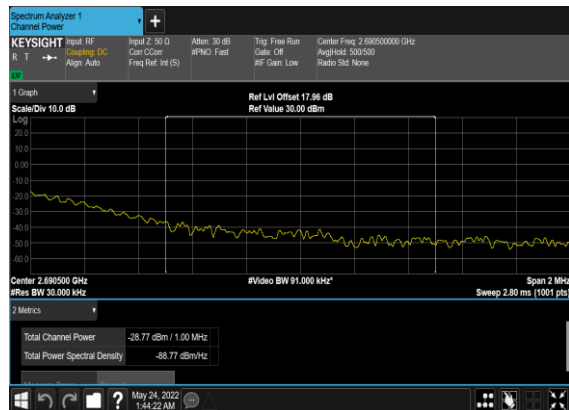 Spectrum Analyzer 1
Channel Power
KEYSIGHT
R T
Input: RF
Coupling: DC
Align: Auto
Input Z: 50 Ω
Corr CCorr
Freq Ref: Int (S)
Atten: 30 dB
#PNO: Fast
Trig: Free Run
Gate: Off
#IF Gain: Low
Center Freq: 2.690500000 GHz
Avg|Hold: 500/500
Radio Std: None
1 Graph
Scale/Div 10.0 dB
Ref Lvl Offset 17.96 dB
Ref Value 30.00 dBm
Log
20.0
10.0
0.00
-10.0
-20.0
-30.0
-40.0
-50.0
-60.0
Center 2.690500 GHz
#Video BW 91.000 kHz*
Span 2 MHz
#Res BW 30.000 kHz
Sweep 2.80 ms (1001 pts)
2 Metrics
Total Channel Power -28.77 dBm / 1.00 MHz
Total Power Spectral Density -88.77 dBm/Hz
?
May 24, 2022
1:44:22 AM